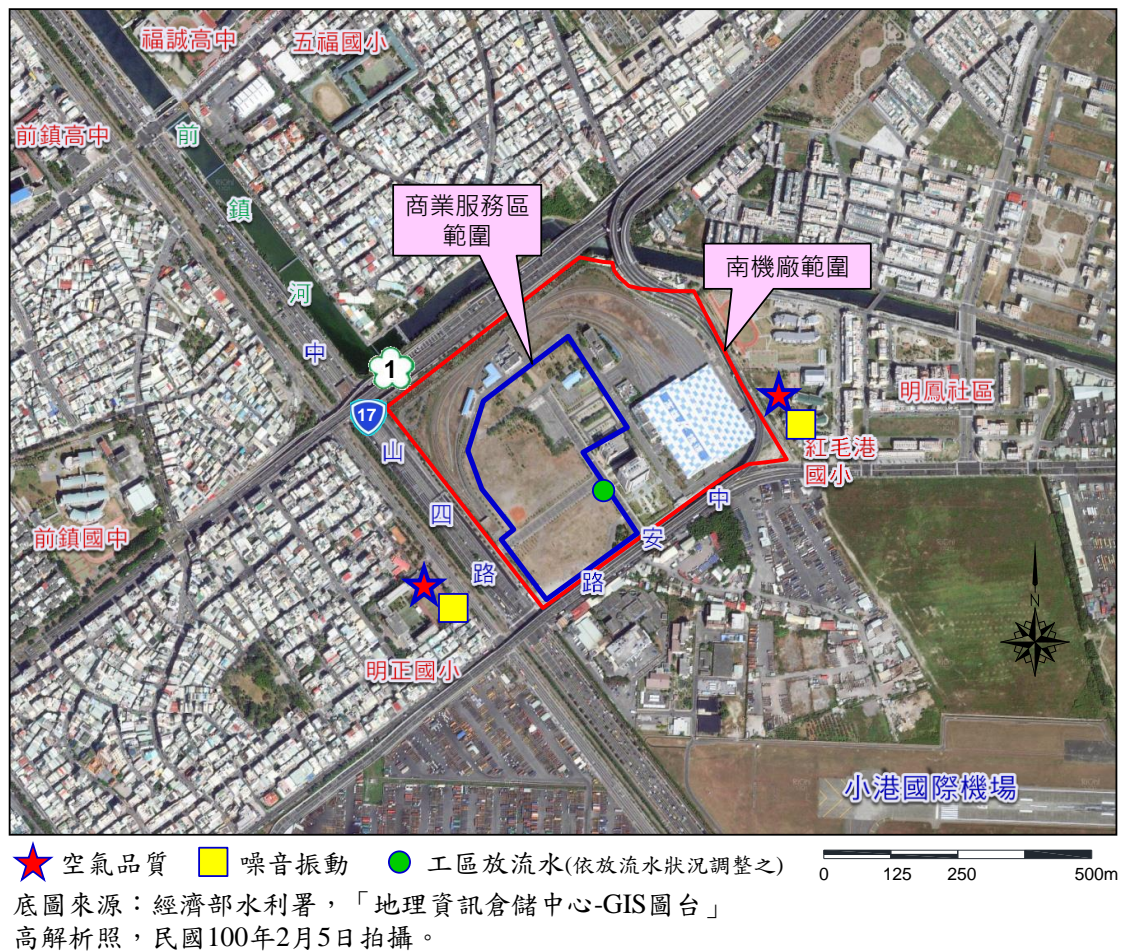 福誠高中
五福國小
前鎮高中
前
鎮
河
商業服務區
範圍
南機廠範圍
中
山
四
路
1
17
明鳳社區
紅毛港
國小
中
安
路
前鎮國中
明正國小
N
小港國際機場
空氣品質 噪音振動 工區放流水(依放流水狀況調整之)
0 125 250 500m
底圖來源：經濟部水利署，「地理資訊倉儲中心-GIS圖台」
高解析照，民國100年2月5日拍攝。